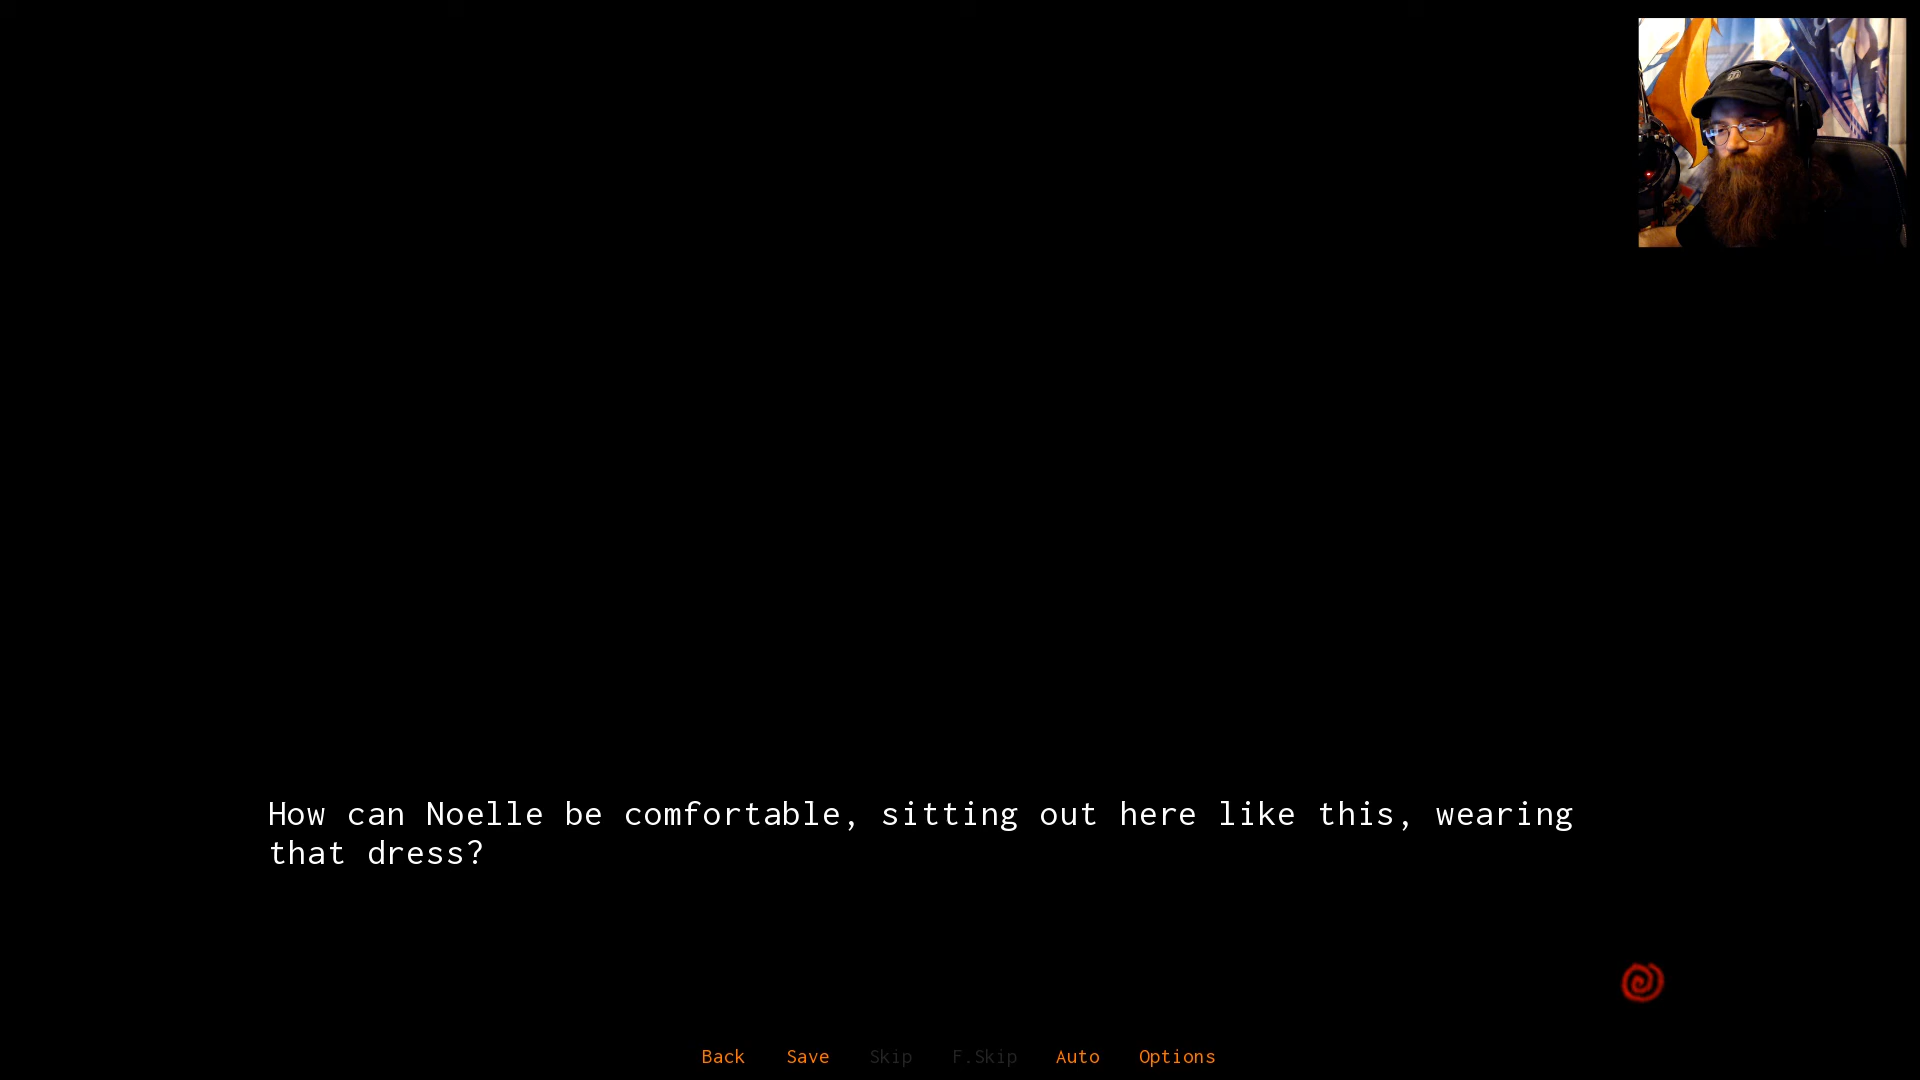 How can Noelle be comfortable, sitting out here like this, wearing
that dress?
Back Save Skip F.Skip Auto Options